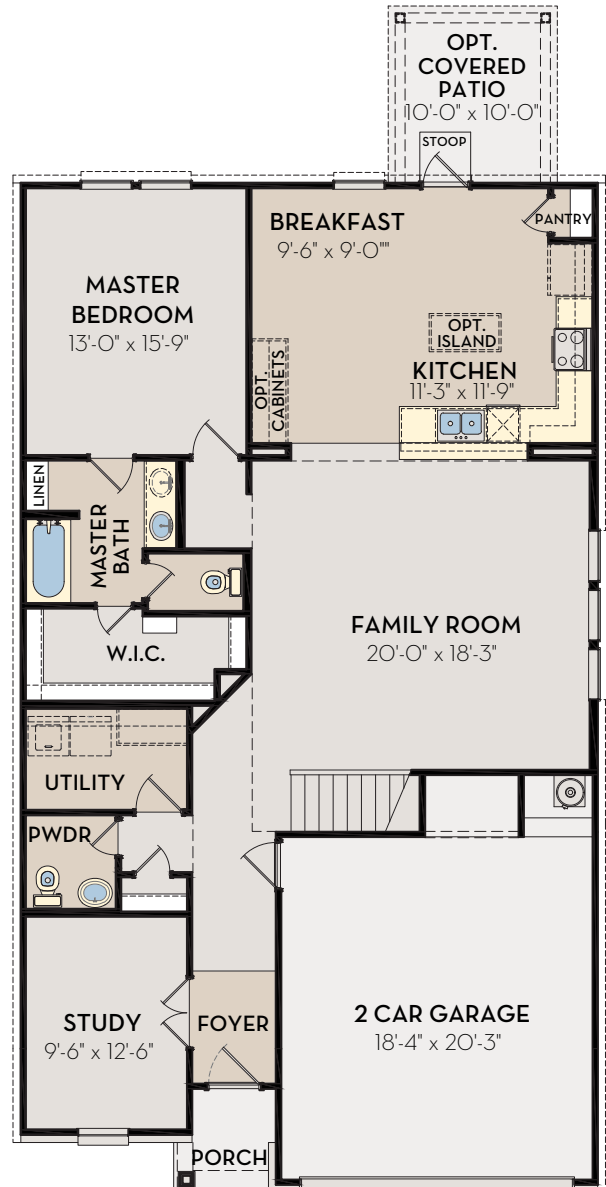 OPT.
COVERED
PATIO
10'-0" x 10'-0"
STOOP
BREAKFAST
9'-6" x 9'-0""
PANTRY
MASTER
BEDROOM
13'-0" x 15'-9"
OPT.
ISLAND
KITCHEN
11'-3" x 11'-9"
OPT.
CABINETS
LINEN
MASTER
BATH
FAMILY ROOM
20'-0" x 18'-3"
W.I.C.
UTILITY
PWDR
STUDY
9'-6" x 12'-6"
FOYER
2 CAR GARAGE
18'-4" x 20'-3"
PORCH